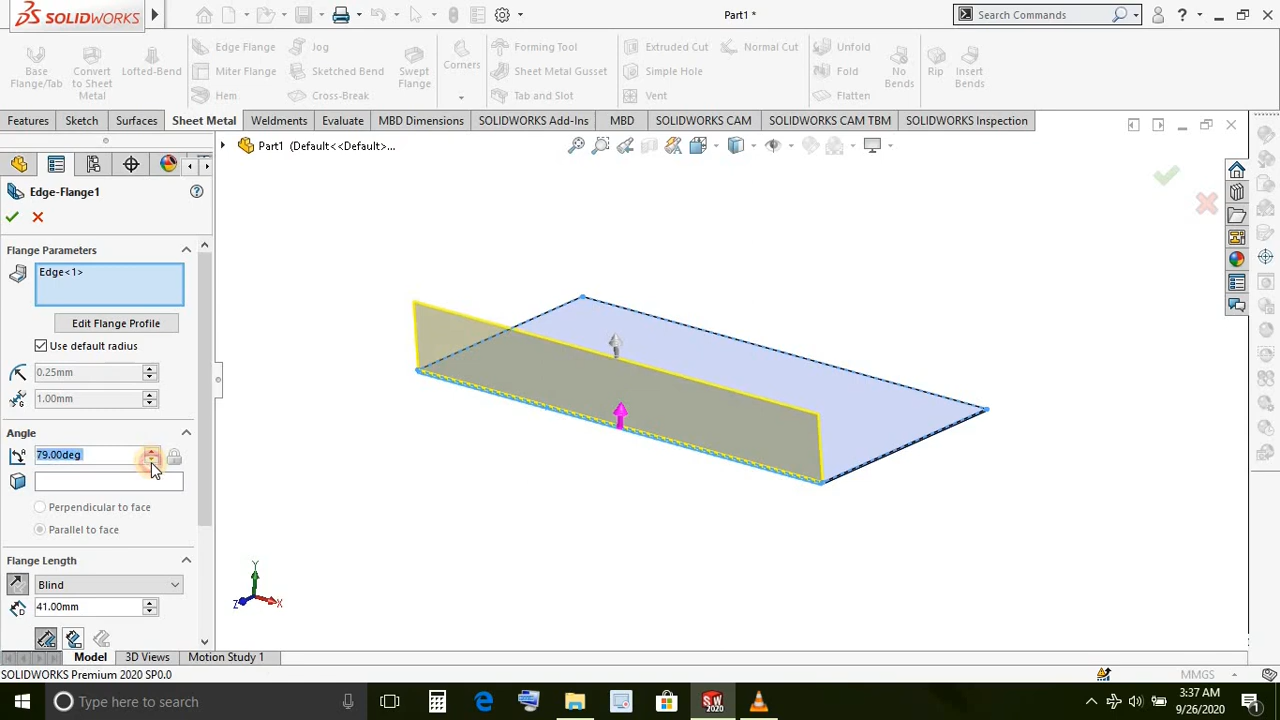 SOLIDWORKS
Part1 *
Search Commands
Base Flange/Tab
Convert to Sheet Metal
Lofted-Bend
Edge Flange
Miter Flange
Hem
Jog
Sketched Bend
Cross-Break
Swept Flange
Corners
Forming Tool
Sheet Metal Gusset
Tab and Slot
Extruded Cut
Simple Hole
Vent
Normal Cut
Unfold
Fold
Flatten
No Bends
Rip
Insert Bends
Features
Sketch
Surfaces
Sheet Metal
Weldments
Evaluate
MBD Dimensions
SOLIDWORKS Add-Ins
MBD
SOLIDWORKS CAM
SOLIDWORKS CAM TBM
SOLIDWORKS Inspection
Part1 (Default<<Default>...
Edge-Flange1
Flange Parameters
Edge<1>
Edit Flange Profile
Use default radius
0.25mm
1.00mm
Angle
79.00deg
Perpendicular to face
Parallel to face
Flange Length
Blind
41.00mm
Y
Z
X
Model
3D Views
Motion Study 1
SOLIDWORKS Premium 2020 SP0.0
MMGS
Type here to search
SW
2020
3:37 AM
9/26/2020